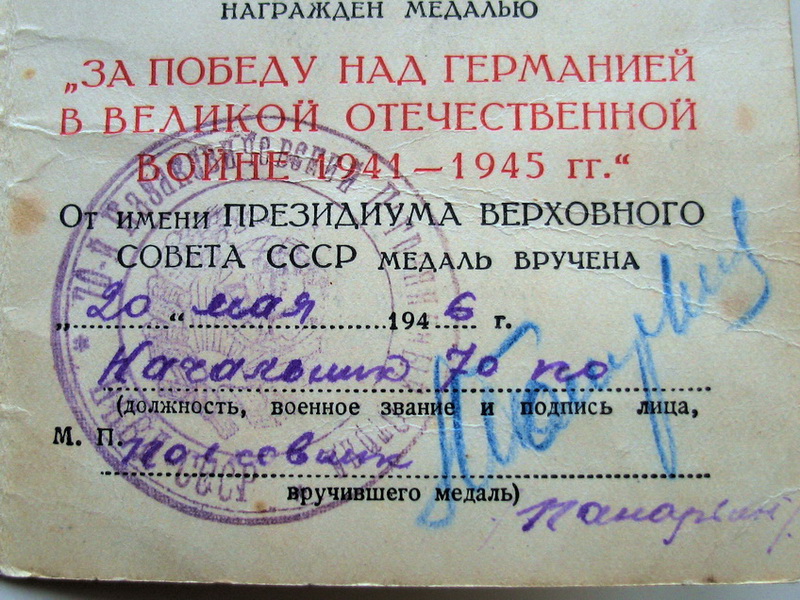 НАГРАЖДЕН МЕДАЛЬЮ
„ЗА ПОБЕДУ НАД ГЕРМАНИЕЙ
В ВЕЛИКОЙ ОТЕЧЕСТВЕННОЙ
ВОЙНЕ 1941—1945 гг.“
От имени ПРЕЗИДИУМА ВЕРХОВНОГО
СОВЕТА СССР МЕДАЛЬ ВРУЧЕНА
„20“ мая 1946 г.
Начальник 70 по
(должность, военное звание и подпись лица,
М. П. полковник
вручившего медаль)